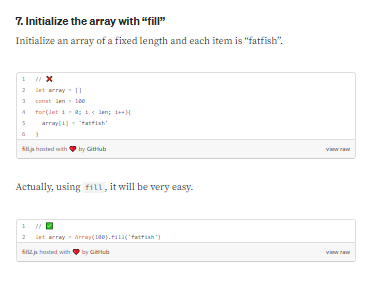 7. Initialize the array with “fill”
Initialize an array of a fixed length and each item is “fatfish”.
1 // ❌
2 let array = []
3 const len = 100
4 for(let i = 0; i < len; i++){
5 array[i] = 'fatfish'
6 }
fill.js hosted with ❤ by GitHub view raw
Actually, using fill, it will be very easy.
1 // ✅
2 let array = Array(100).fill('fatfish')
fill2.js hosted with ❤ by GitHub view raw